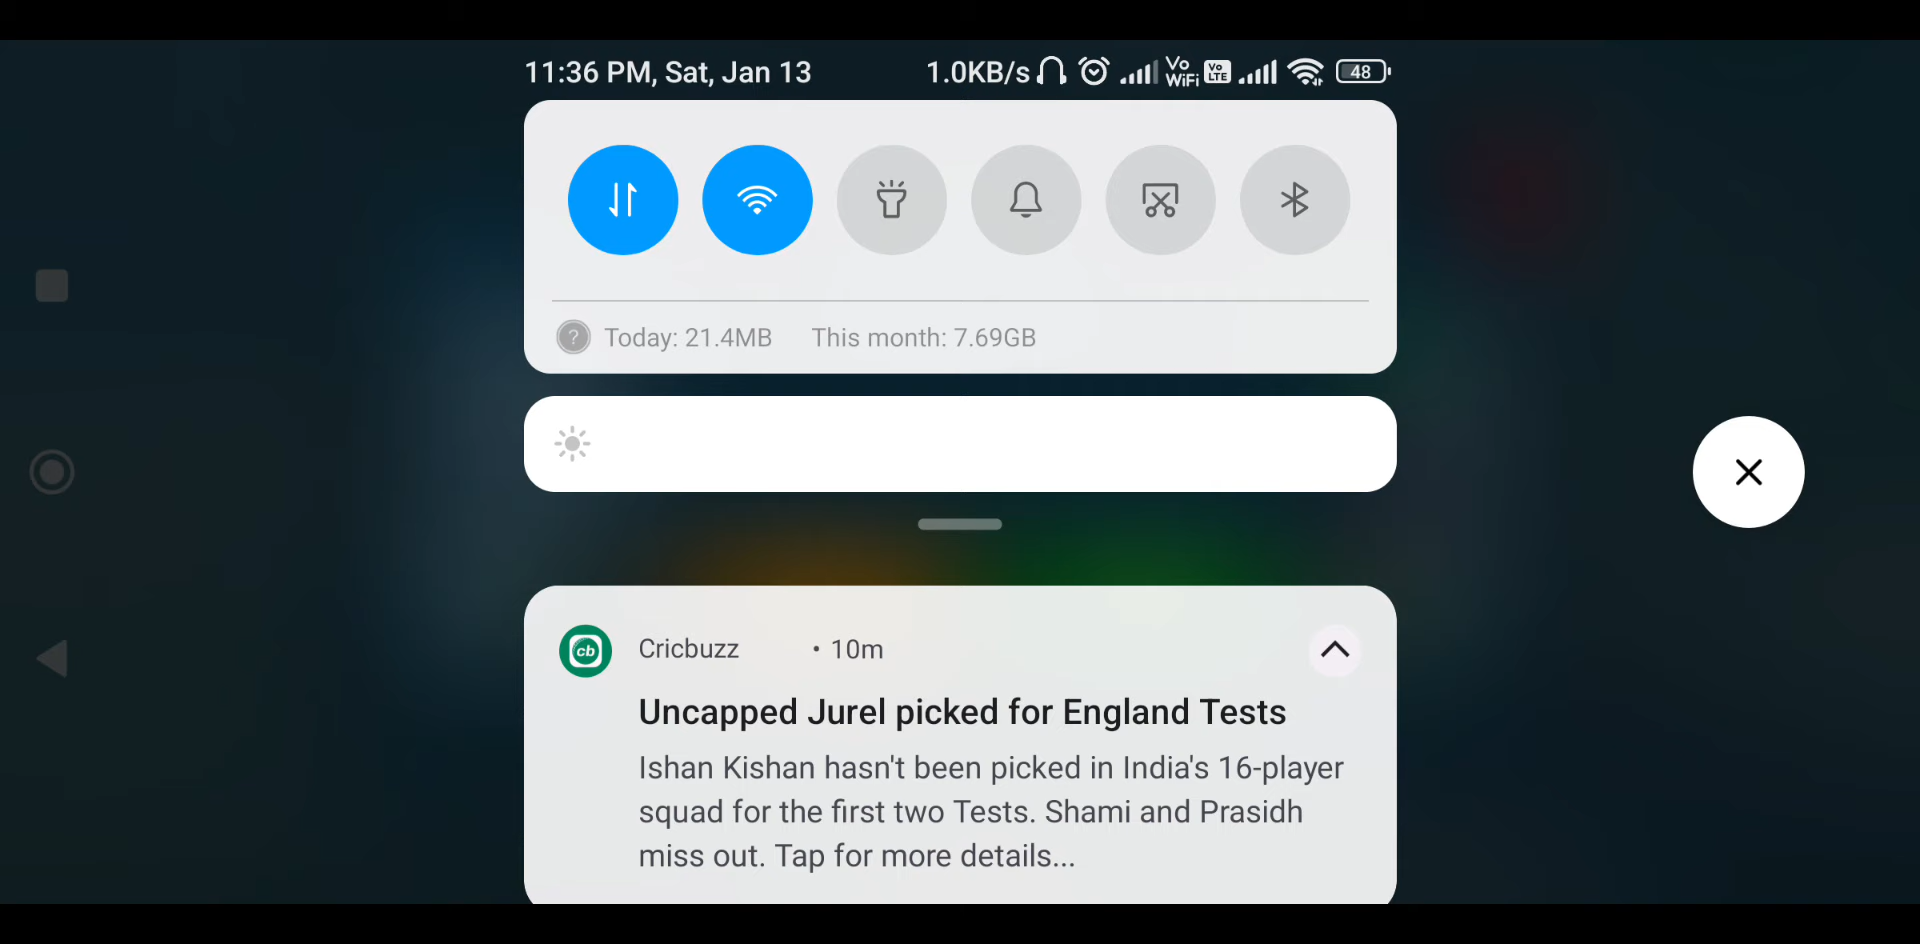 11:36 PM, Sat, Jan 13 1.0KB/s Vo WiFi Vo LTE 48
? Today: 21.4MB This month: 7.69GB
cb Cricbuzz • 10m
Uncapped Jurel picked for England Tests
Ishan Kishan hasn't been picked in India's 16-player
squad for the first two Tests. Shami and Prasidh
miss out. Tap for more details...